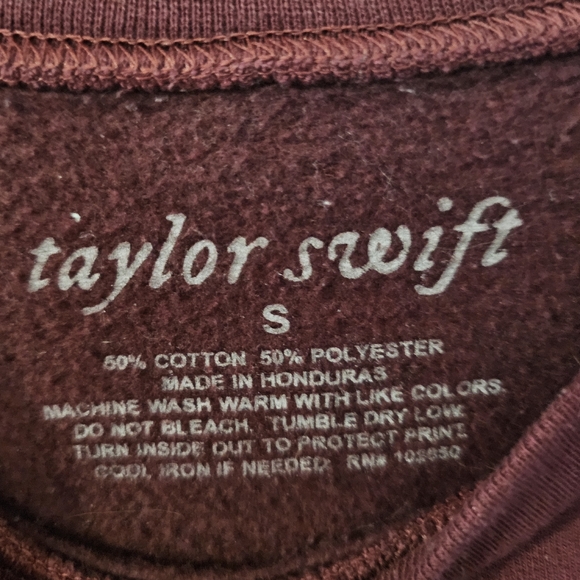 taylor swift
S
50% COTTON 50% POLYESTER
MADE IN HONDURAS
MACHINE WASH WARM WITH LIKE COLORS.
DO NOT BLEACH. TUMBLE DRY LOW.
TURN INSIDE OUT TO PROTECT PRINT
COOL IRON IF NEEDED. RN#